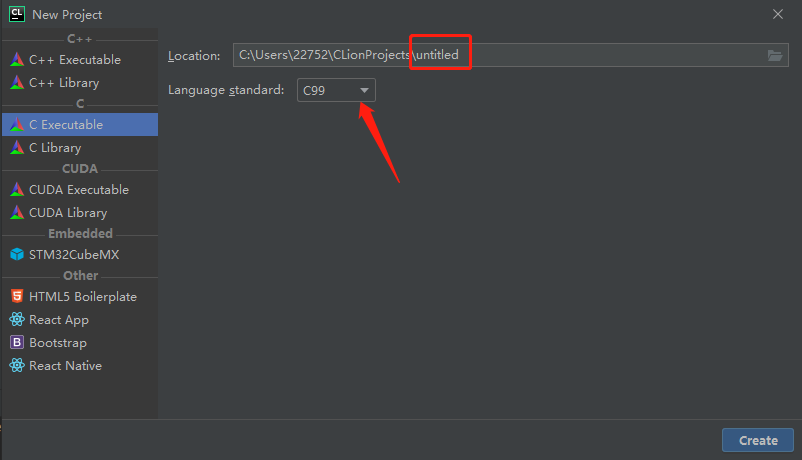 CL New Project
C++
C++ Executable
C++ Library
C
C Executable
C Library
CUDA
CUDA Executable
CUDA Library
Embedded
STM32CubeMX
Other
HTML5 Boilerplate
React App
B Bootstrap
React Native
Location: C:\Users\22752\CLionProjects\untitled
Language standard: C99
Create